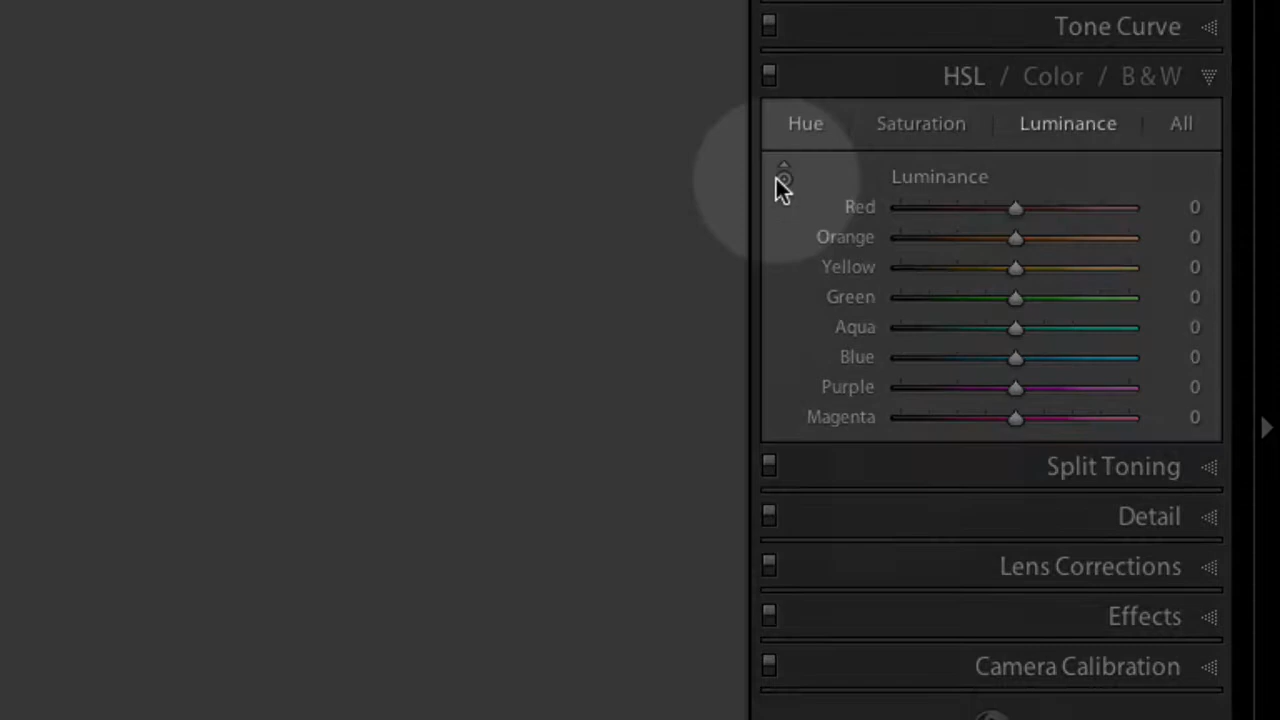 Tone Curve
HSL / Color / B & W
Hue | Saturation | Luminance | All
Luminance
Red 0
Orange 0
Yellow 0
Green 0
Aqua 0
Blue 0
Purple 0
Magenta 0
Split Toning
Detail
Lens Corrections
Effects
Camera Calibration